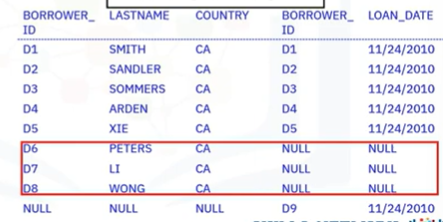 BORROWER_ LASTNAME COUNTRY BORROWER_ LOAN_DATE
ID ID
D1 SMITH CA D1 11/24/2010
D2 SANDLER CA D2 11/24/2010
D3 SOMMERS CA D3 11/24/2010
D4 ARDEN CA D4 11/24/2010
D5 XIE CA D5 11/24/2010
D6 PETERS CA NULL NULL
D7 LI CA NULL NULL
D8 WONG CA NULL NULL
NULL NULL NULL D9 11/24/2010